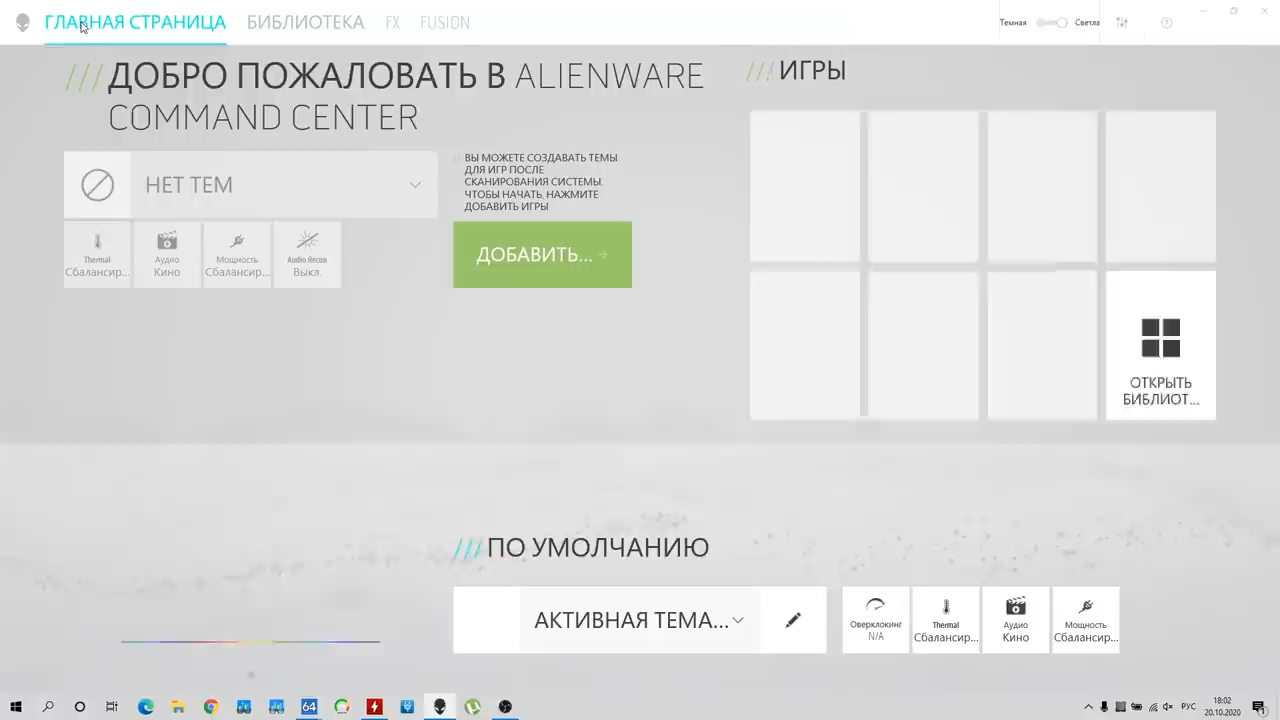 ГЛАВНАЯ СТРАНИЦА БИБЛИОТЕКА FX FUSION
Темная Светла
/// ДОБРО ПОЖАЛОВАТЬ В ALIENWARE
COMMAND CENTER
/// ИГРЫ
НЕТ ТЕМ
ВЫ МОЖЕТЕ СОЗДАВАТЬ ТЕМЫ
ДЛЯ ИГР ПОСЛЕ
СКАНИРОВАНИЯ СИСТЕМЫ.
ЧТОБЫ НАЧАТЬ, НАЖМИТЕ
ДОБАВИТЬ ИГРЫ
Thermal
Сбалансир...
Аудио
Кино
Мощность
Сбалансир...
Audio Recon
Выкл.
ДОБАВИТЬ...
ОТКРЫТЬ
БИБЛИОТ...
/// ПО УМОЛЧАНИЮ
АКТИВНАЯ ТЕМА...
Оверклокинг
N/A
Thermal
Сбалансир...
Аудио
Кино
Мощность
Сбалансир...
64
РУС
18:02
20.10.2020